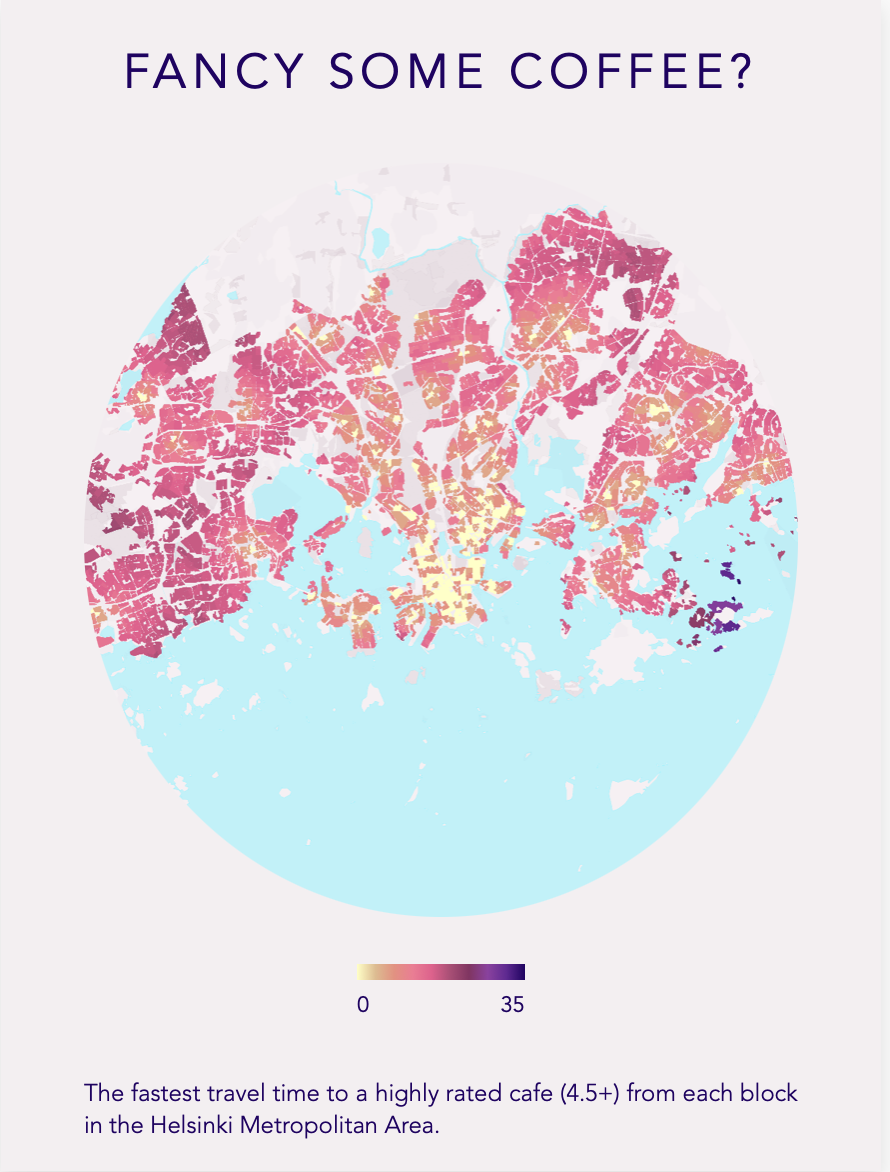 FANCY SOME COFFEE?
0 35
The fastest travel time to a highly rated cafe (4.5+) from each block
in the Helsinki Metropolitan Area.